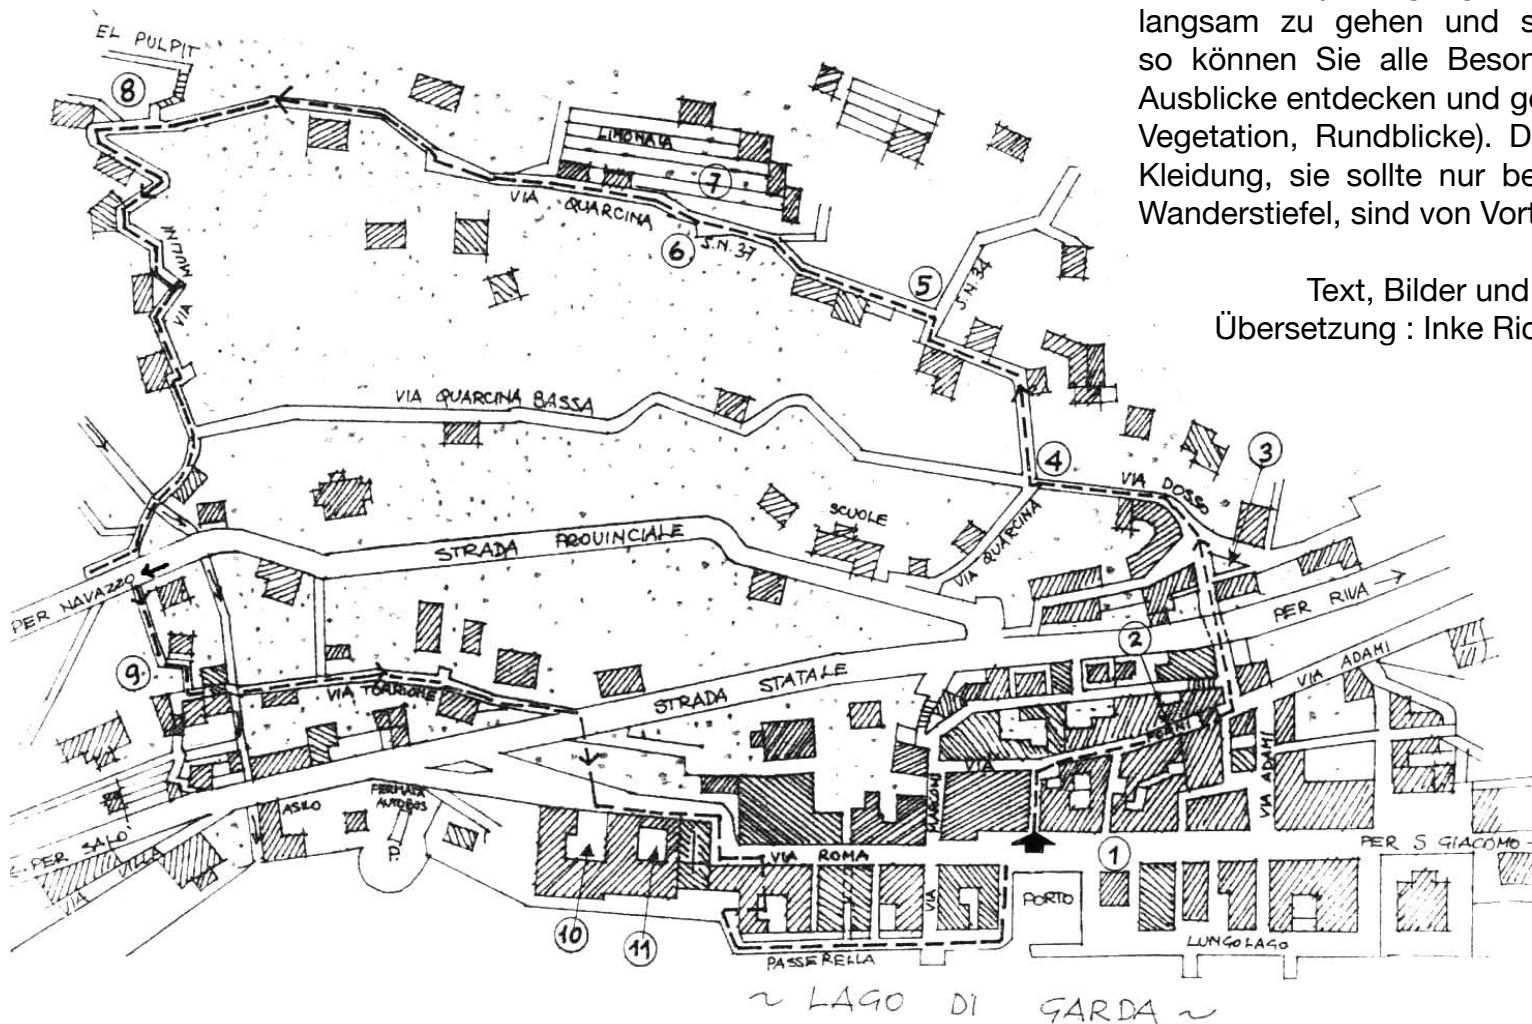 langsam zu gehen und s
so können Sie alle Beson
Ausblicke entdecken und ge
Vegetation, Rundblicke). D
Kleidung, sie sollte nur be
Wanderstiefel, sind von Vort
Text, Bilder und
Übersetzung : Inke Ric
EL PULPIT
8
LIMONAIA
7
VIA QUARCINA
6
S.N. 37
5
S.N. 34
VIA MULINI
VIA QUARCINA BASSA
4
VIA DOSSO
3
SCUOLE
VIA QUARCINA
STRADA PROVINCIALE
PER NAVAZZO
PER RIVA
2
VIA ADAMI
9
VIA TORRIONE
STRADA STATALE
VIA FERNI
VIA ADAMI
VIA MARCONI
PER SALO'
VIA
ASILO
FERMATA
AUTOBUS
P.
VIA ROMA
1
PER S GIACOMO
PORTO
10
11
LUNGOLAGO
PASSERELLA
~ LAGO DI GARDA ~